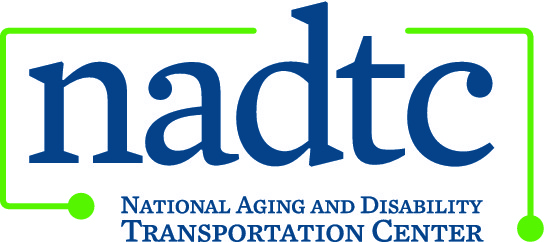 nadtc
NATIONAL AGING AND DISABILITY
TRANSPORTATION CENTER